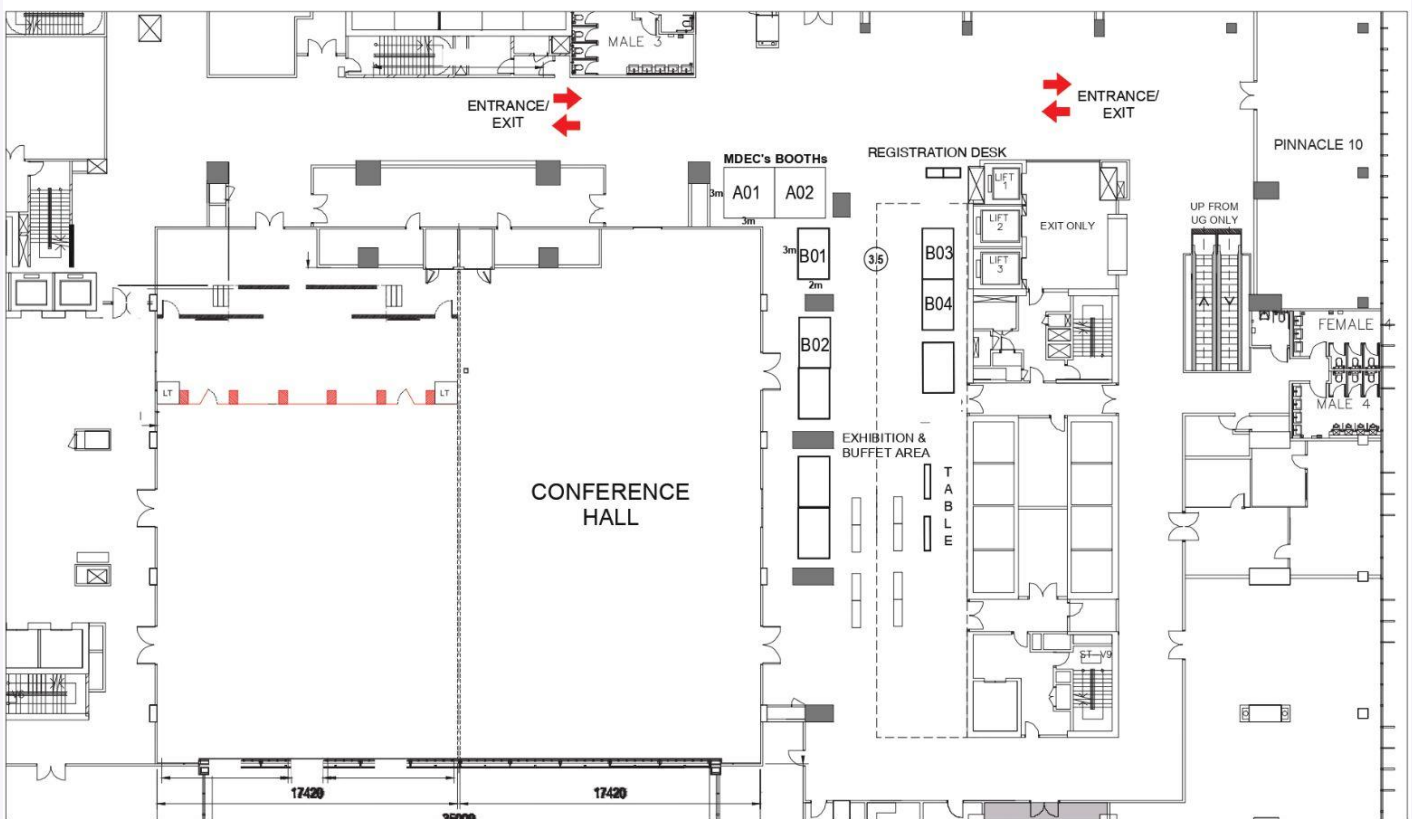 MALE 3
ENTRANCE/
EXIT
ENTRANCE/
EXIT
PINNACLE 10
MDEC's BOOTHs
REGISTRATION DESK
3m
A01
A02
3m
LIFT
1
LIFT
2
LIFT
3
EXIT ONLY
UP FROM
UG ONLY
3m
B01
2m
3.5
B03
B04
B02
FEMALE 4
MALE 4
LT
LT
EXHIBITION &
BUFFET AREA
TABLE
CONFERENCE
HALL
ST-V9
17420
17420